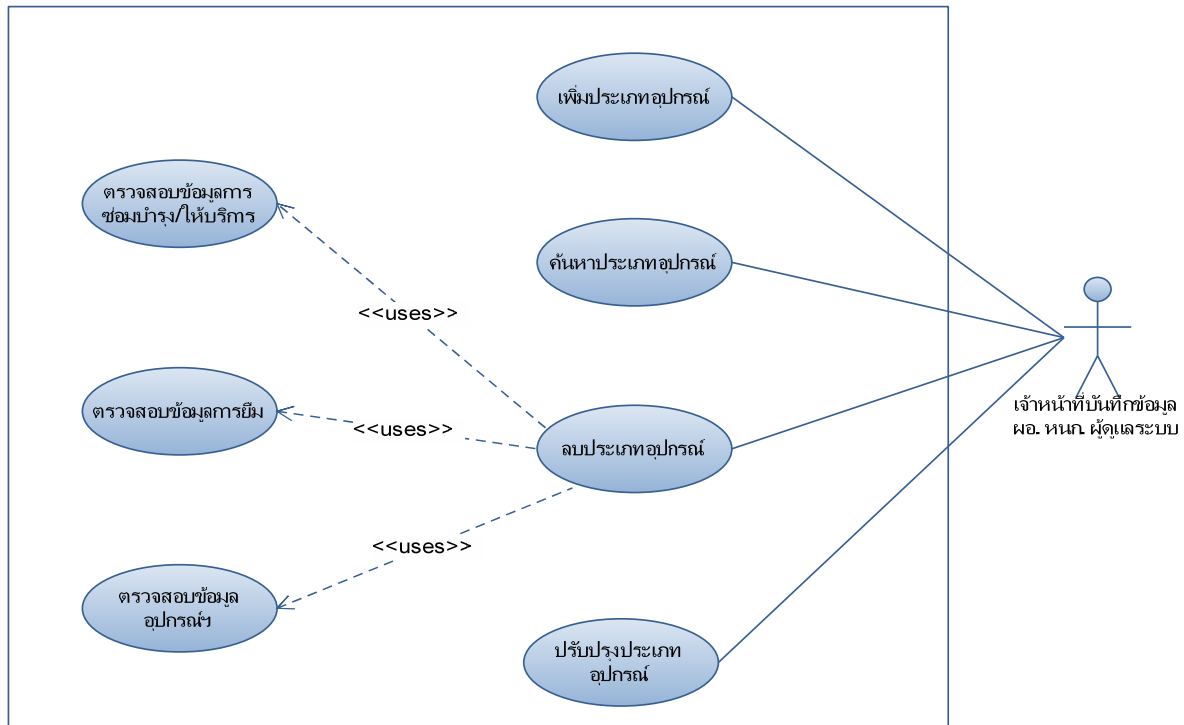 เพิ่มประเภทอุปกรณ์
ตรวจสอบข้อมูลการ
ซ่อมบำรุง/ให้บริการ
ค้นหาประเภทอุปกรณ์
<<uses>>
ตรวจสอบข้อมูลการยืม
<<uses>>
ลบประเภทอุปกรณ์
เจ้าหน้าที่บันทึกข้อมูล
ผอ. หนก. ผู้ดูแลระบบ
<<uses>>
ตรวจสอบข้อมูล
อุปกรณ์ฯ
ปรับปรุงประเภท
อุปกรณ์